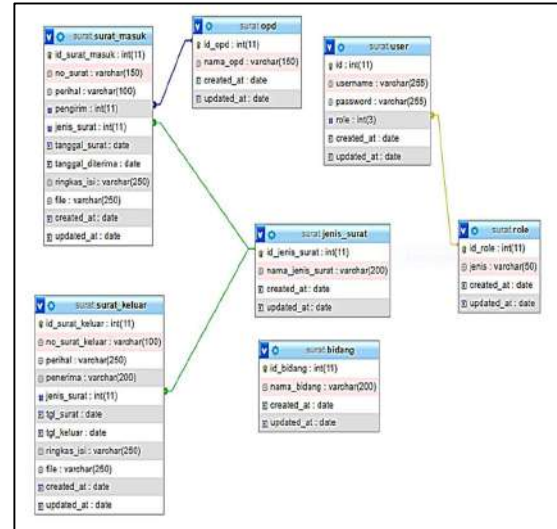 surat surat_masuk
id_surat_masuk : int(11)
no_surat : varchar(150)
perihal : varchar(100)
pengirim : int(11)
jenis_surat : int(11)
tanggal_surat : date
tanggal_diterima : date
ringkas_isi : varchar(250)
file : varchar(250)
created_at : date
updated_at : date
surat opd
id_opd : int(11)
nama_opd : varchar(150)
created_at : date
updated_at : date
surat user
id : int(11)
username : varchar(255)
password : varchar(255)
role : int(3)
created_at : date
updated_at : date
surat jenis_surat
id_jenis_surat : int(11)
nama_jenis_surat : varchar(200)
created_at : date
updated_at : date
surat role
id_role : int(11)
jenis : varchar(50)
created_at : date
updated_at : date
surat surat_keluar
id_surat_keluar : int(11)
no_surat_keluar : varchar(100)
perihal : varchar(250)
penerima : varchar(200)
jenis_surat : int(11)
tgl_surat : date
tgl_keluar : date
ringkas_isi : varchar(250)
file : varchar(250)
created_at : date
updated_at : date
surat bidang
id_bidang : int(11)
nama_bidang : varchar(200)
created_at : date
updated_at : date